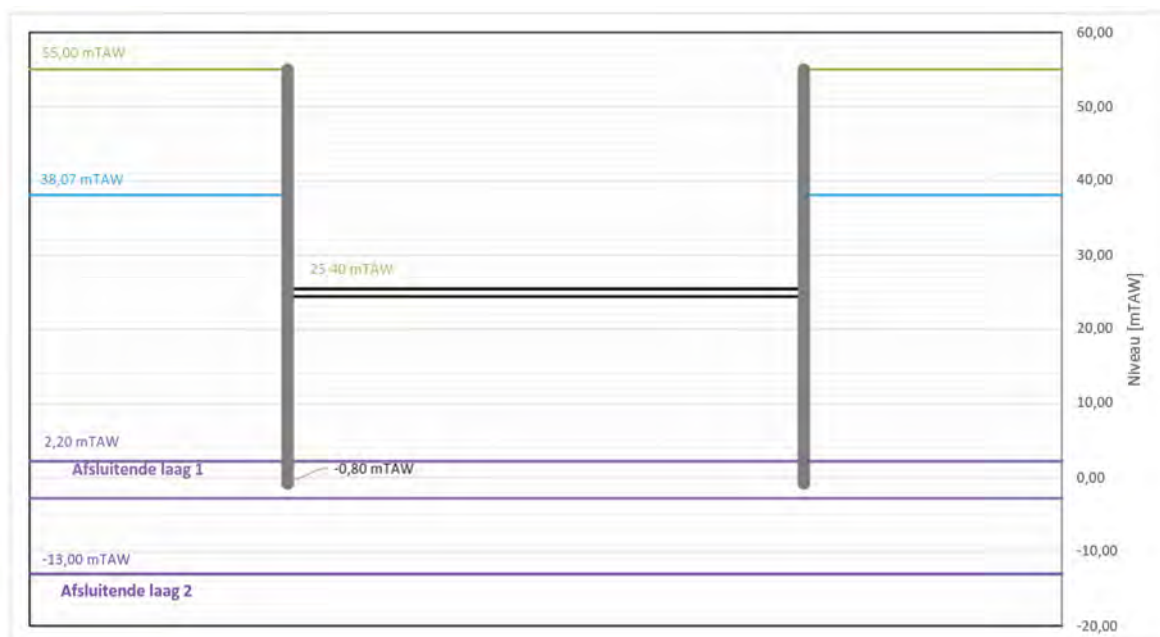 60,00
55,00 mTAW
50,00
38,07 mTAW
40,00
30,00
25,40 mTAW
20,00
Niveau [mTAW]
10,00
2,20 mTAW
Afsluitende laag 1
-0,80 mTAW
0,00
-10,00
-13,00 mTAW
Afsluitende laag 2
-20,00